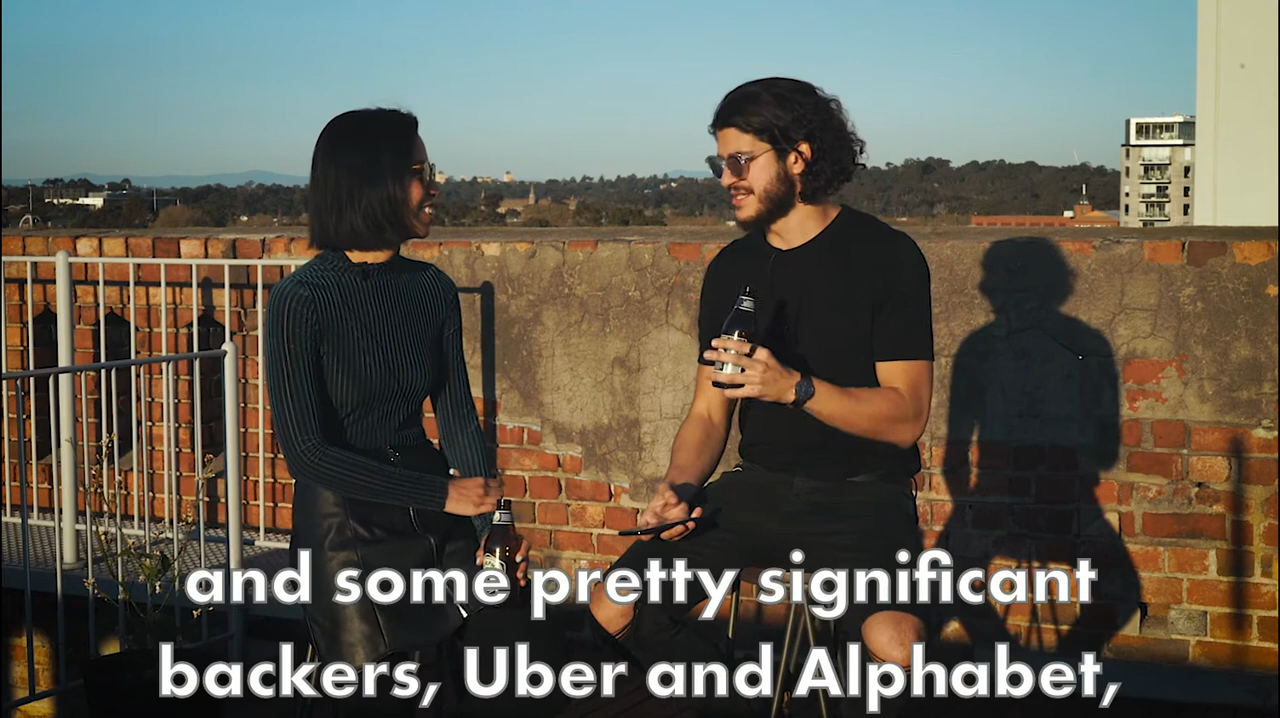 and some pretty significant
backers, Uber and Alphabet,